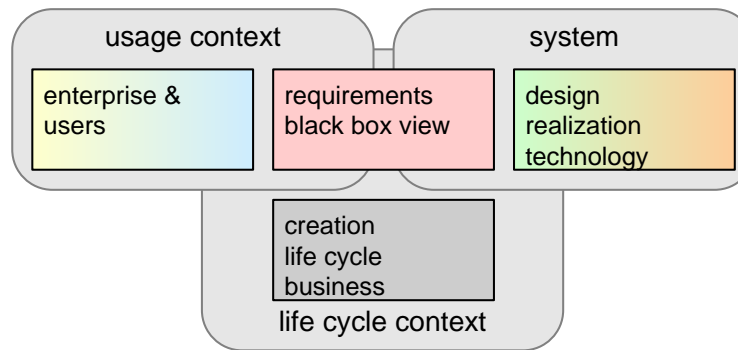 usage context
system
enterprise &
users
requirements
black box view
design
realization
technology
creation
life cycle
business
life cycle context